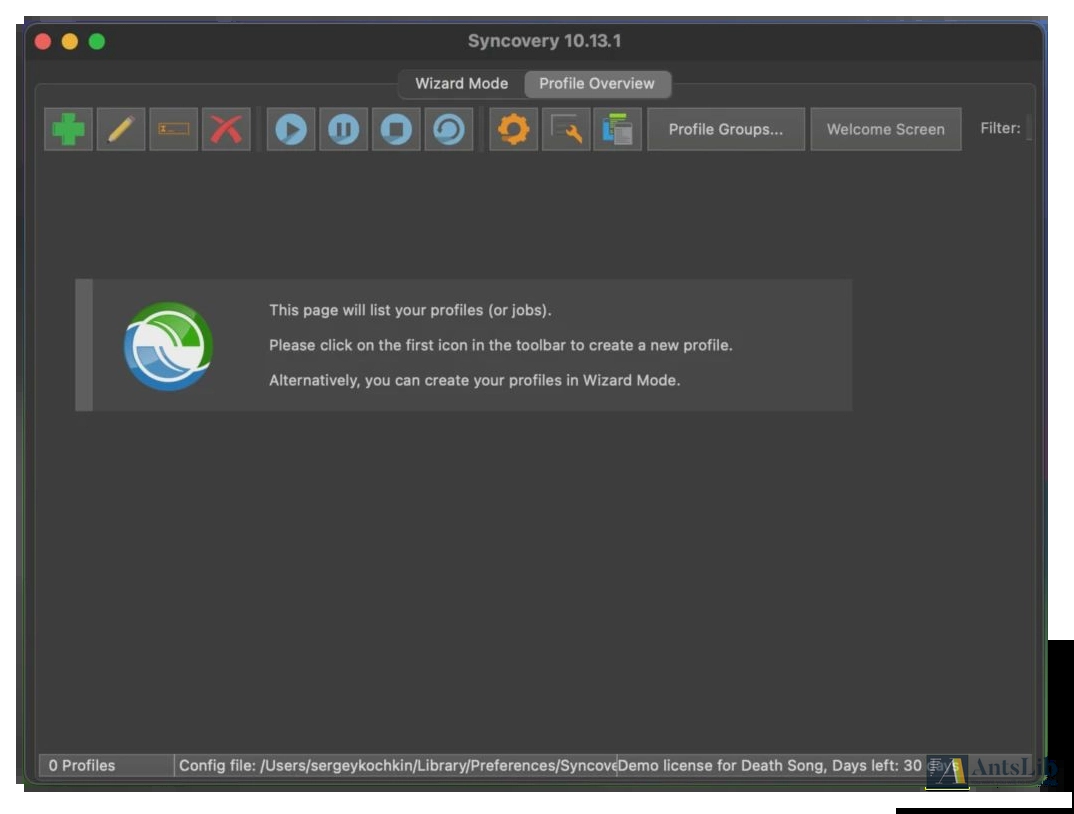 Syncovery 10.13.1
Wizard Mode Profile Overview
Profile Groups... Welcome Screen Filter:
This page will list your profiles (or jobs).
Please click on the first icon in the toolbar to create a new profile.
Alternatively, you can create your profiles in Wizard Mode.
0 Profiles Config file: /Users/sergeykochkin/Library/Preferences/Syncove Demo license for Death Song, Days left: 30 days
A AntsLib